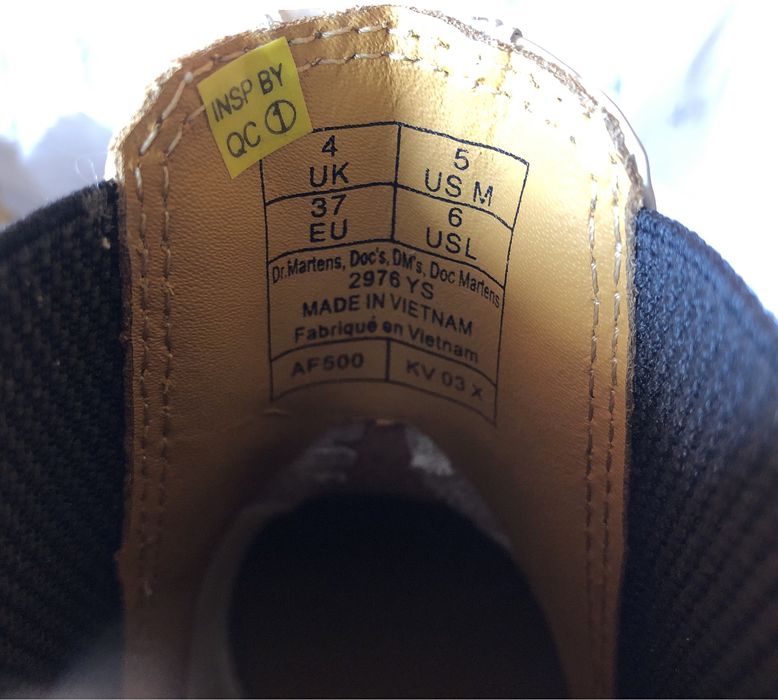 INSP BY
QC 1
4
UK
5
US M
37
EU
6
USL
Dr.Martens, Doc's, DM's, Doc Martens
2976 YS
MADE IN VIETNAM
Fabriqué en Vietnam
AF500
KV 03 X